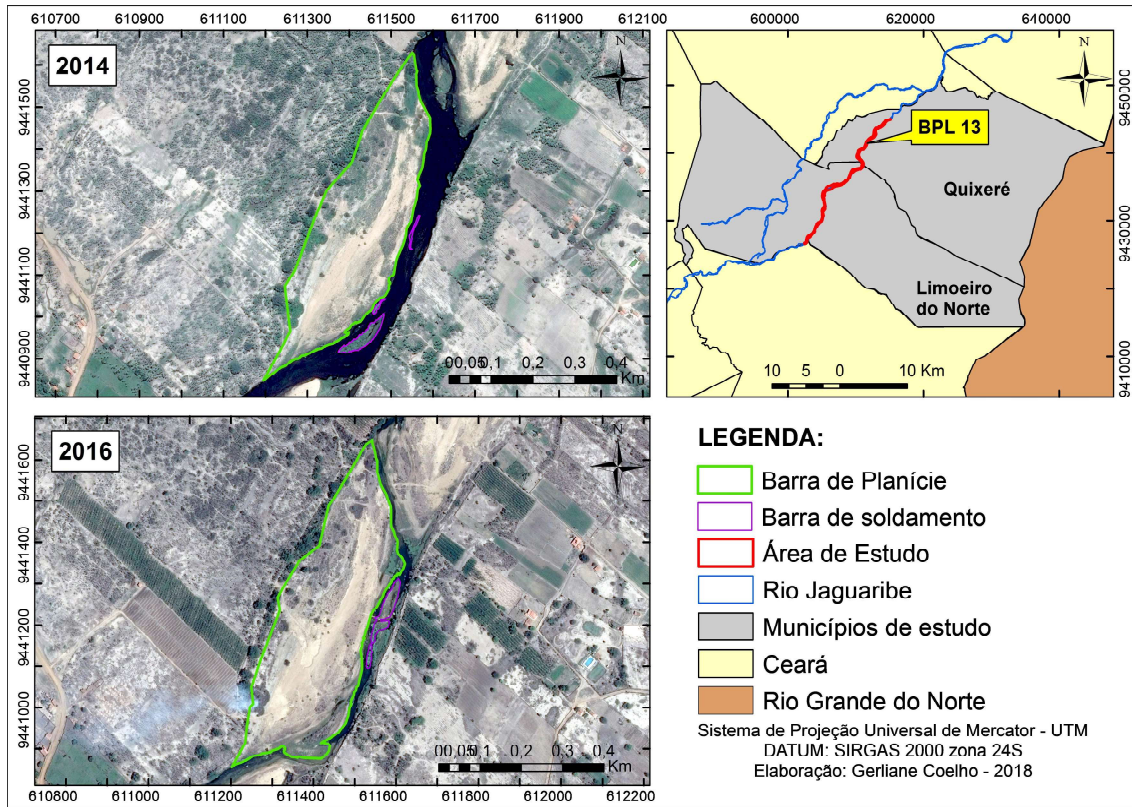 610700 610900 611100 611300 611500 611700 611900 612100
2014
N
9441500
9441300
9441100
9440900
00,050,1 0,2 0,3 0,4
Km
600000 620000 640000
N
BPL 13
Quixeré
Limoeiro
do Norte
9450000
9430000
9410000
10 5 0 10 Km
2016
N
9441600
9441400
9441200
9441000
00,050,1 0,2 0,3 0,4
Km
610800 611000 611200 611400 611600 611800 612000 612200
LEGENDA:
Barra de Planície
Barra de soldamento
Área de Estudo
Rio Jaguaribe
Municípios de estudo
Ceará
Rio Grande do Norte
Sistema de Projeção Universal de Mercator - UTM
DATUM: SIRGAS 2000 zona 24S
Elaboração: Gerliane Coelho - 2018